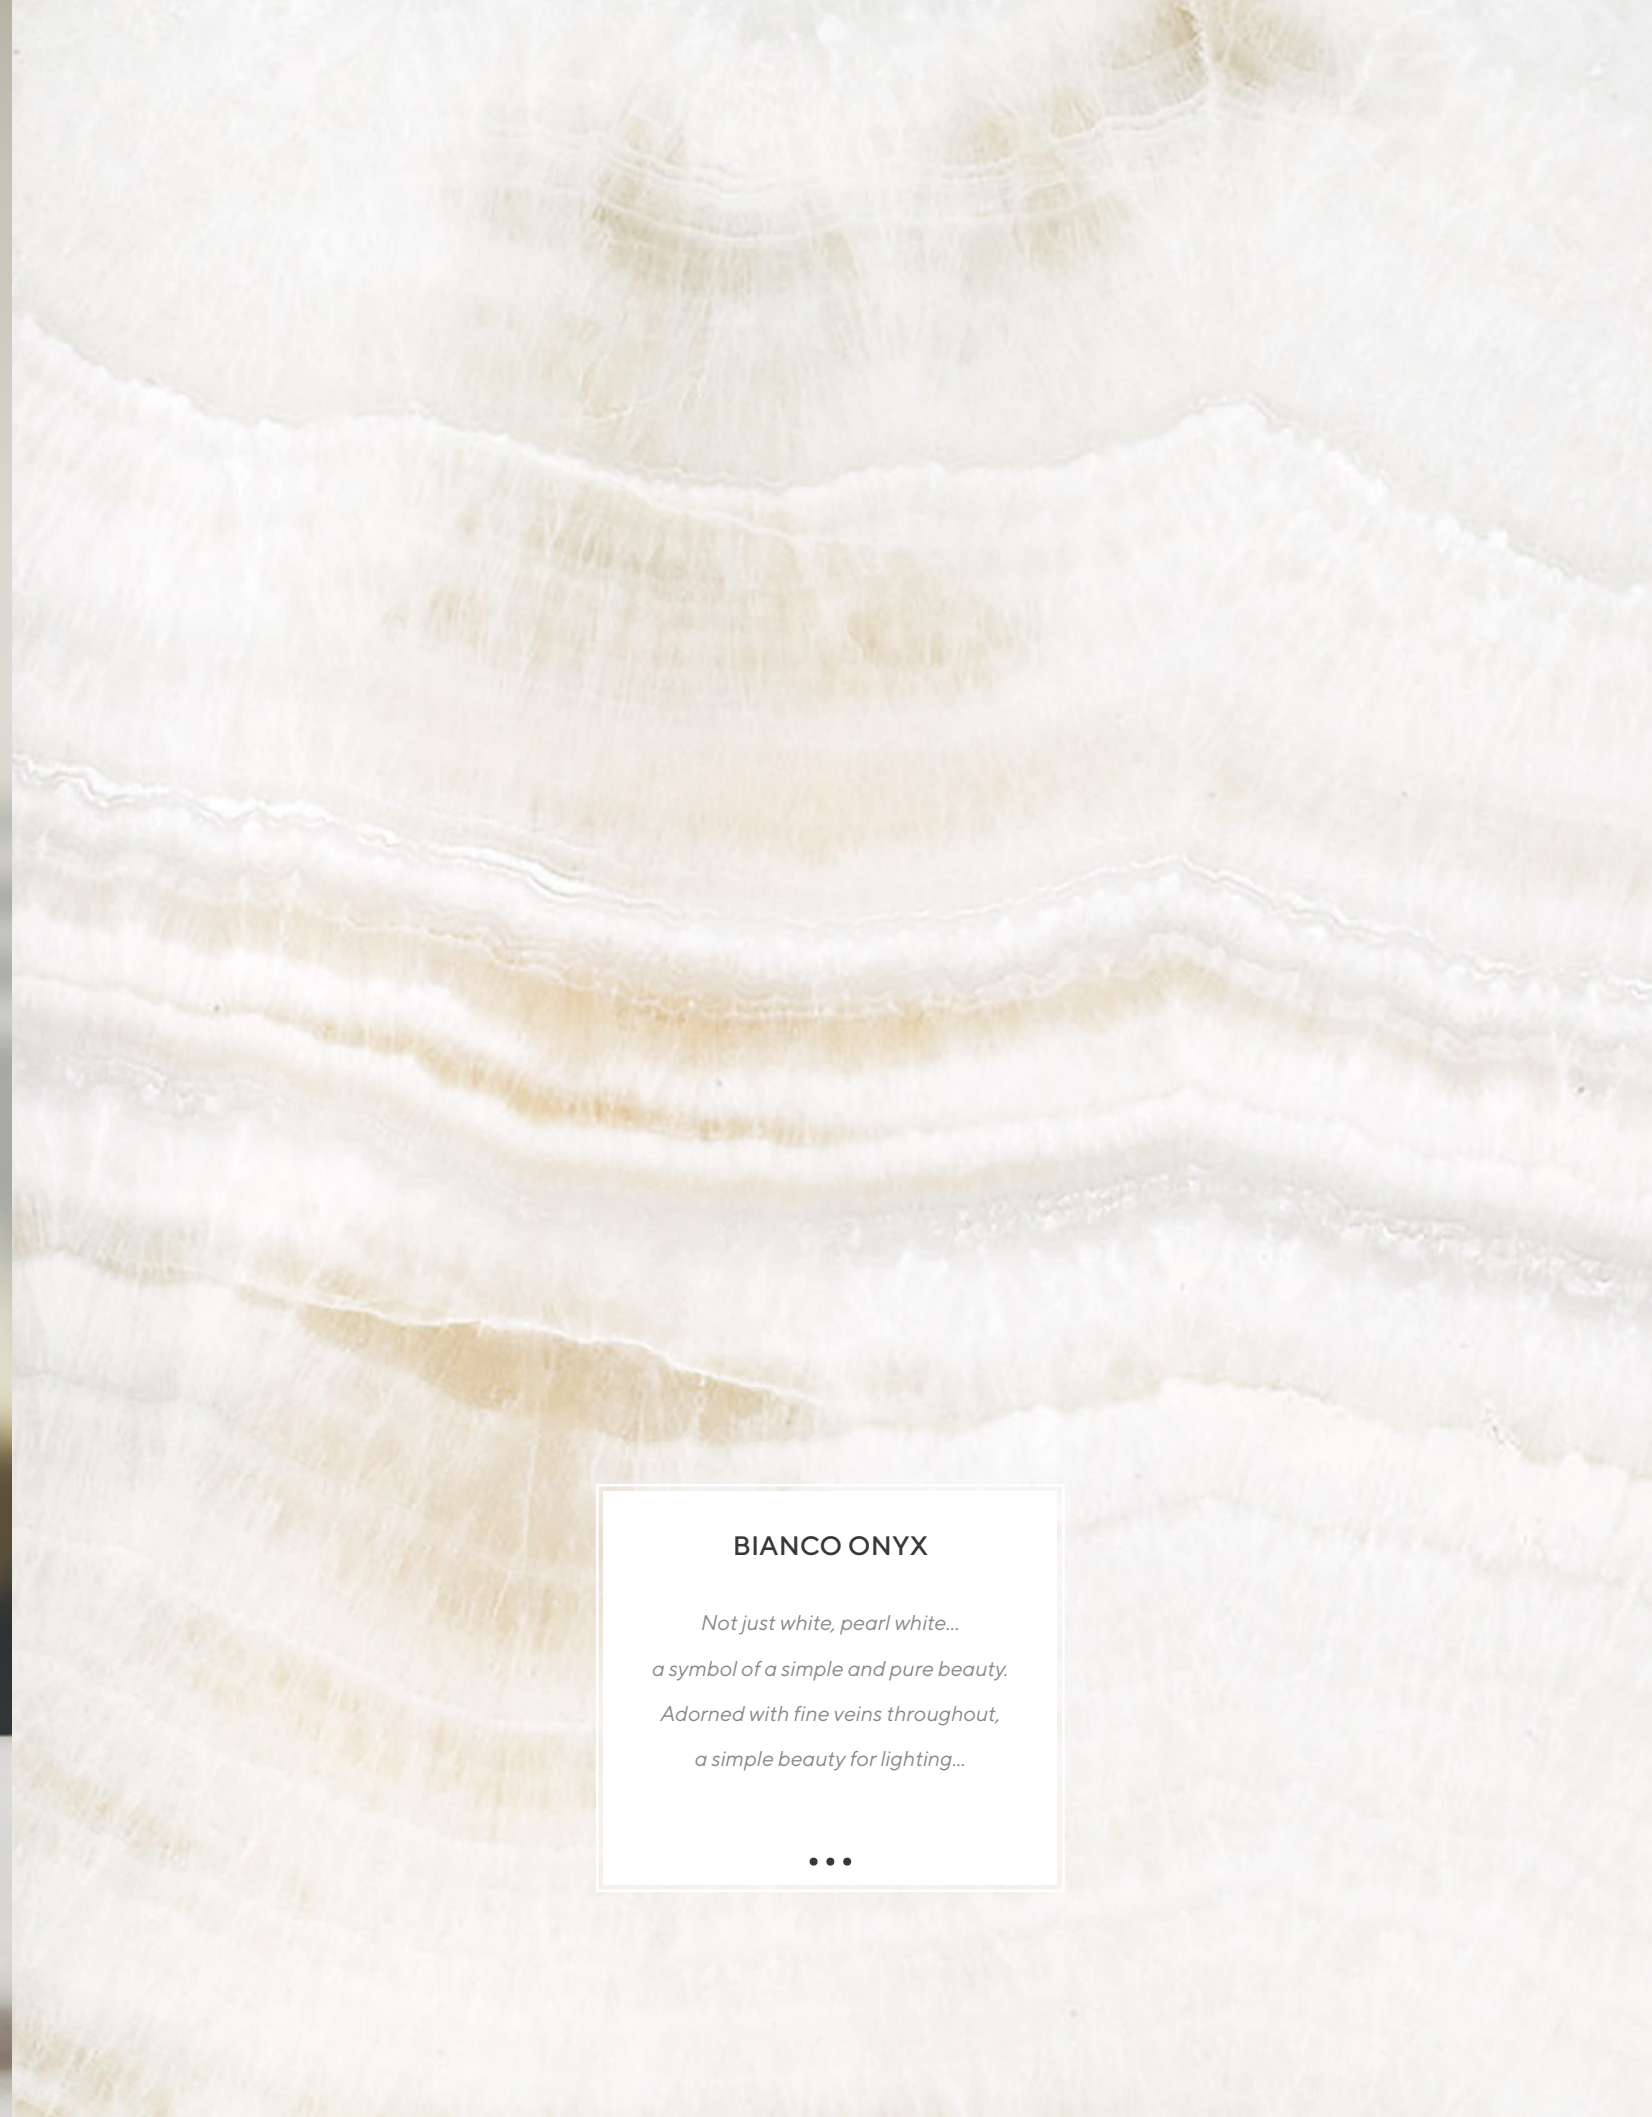 BIANCO ONYX
Not just white, pearl white...
a symbol of a simple and pure beauty.
Adorned with fine veins throughout,
a simple beauty for lighting...